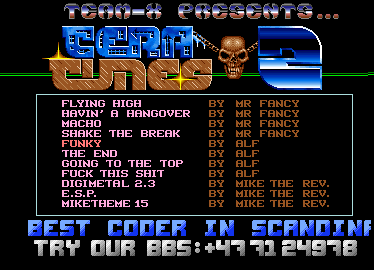 TEAM-X PRESENTS...
CERA 2
TUNES
FLYING HIGH BY MR FANCY
HAVIN' A HANGOVER BY MR FANCY
MACHO BY MR FANCY
SHAKE THE BREAK BY MR FANCY
FUNKY BY ALF
THE END BY ALF
GOING TO THE TOP BY ALF
FUCK THIS SHIT BY ALF
DIGIMETAL 2.3 BY MIKE THE REV.
E.S.P. BY MIKE THE REV.
MIKETHEME 15 BY MIKE THE REV.
BEST CODER IN SCANDINA
TRY OUR BBS:+47 71 24978